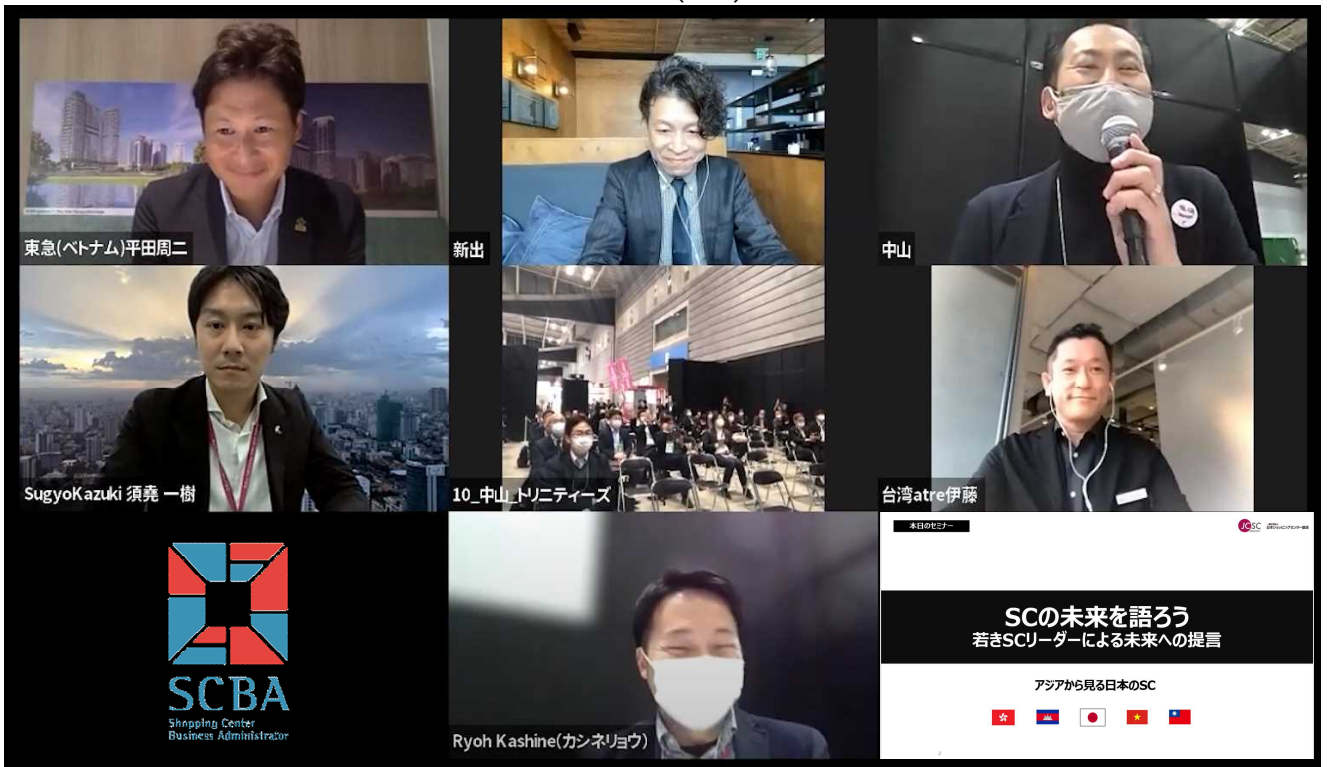 東急(ベトナム)平田周二
新出
中山
SugyoKazuki 須堯 一樹
10_中山_トリニティーズ
台湾atre伊藤
SCBA
Shopping Center
Business Administrator
Ryoh Kashine(カシネリョウ)
本日のセミナー
JCSC
SCの未来を語ろう
若きSCリーダーによる未来への提言
アジアから見る日本のSC